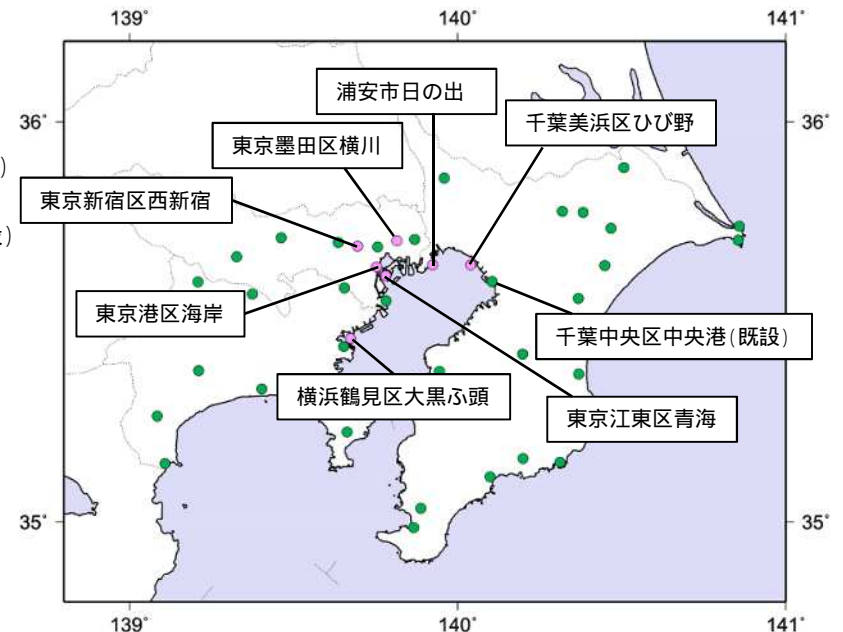 139° 140° 141°
浦安市日の出
36° 千葉美浜区ひび野 36°
東京墨田区横川
)
東京新宿区西新宿
)
東京港区海岸
千葉中央区中央港(既設)
横浜鶴見区大黒ふ頭
東京江東区青海
35° 35°
139° 140° 141°